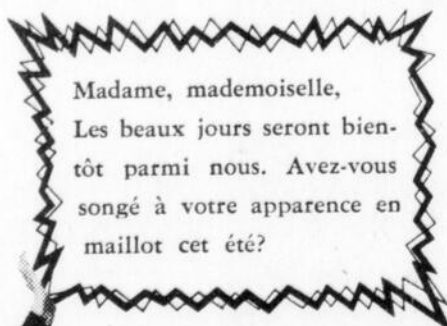 Madame, mademoiselle,
Les beaux jours seront bien-
tôt parmi nous. Avez-vous
songé à votre apparence en
maillot cet été?